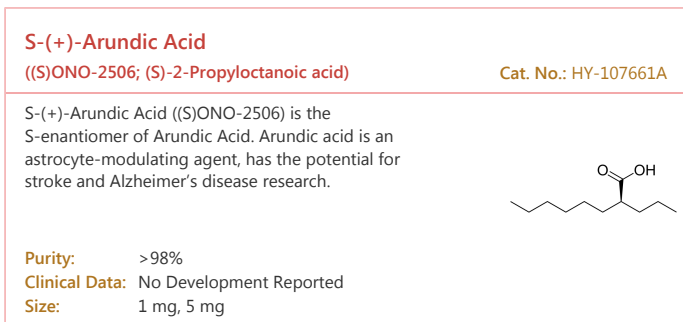 S-(+)-Arundic Acid
((S)ONO-2506; (S)-2-Propyloctanoic acid)
Cat. No.: HY-107661A
S-(+)-Arundic Acid ((S)ONO-2506) is the
S-enantiomer of Arundic Acid. Arundic acid is an
astrocyte-modulating agent, has the potential for
stroke and Alzheimer’s disease research.
O
OH
Purity: >98%
Clinical Data: No Development Reported
Size: 1 mg, 5 mg